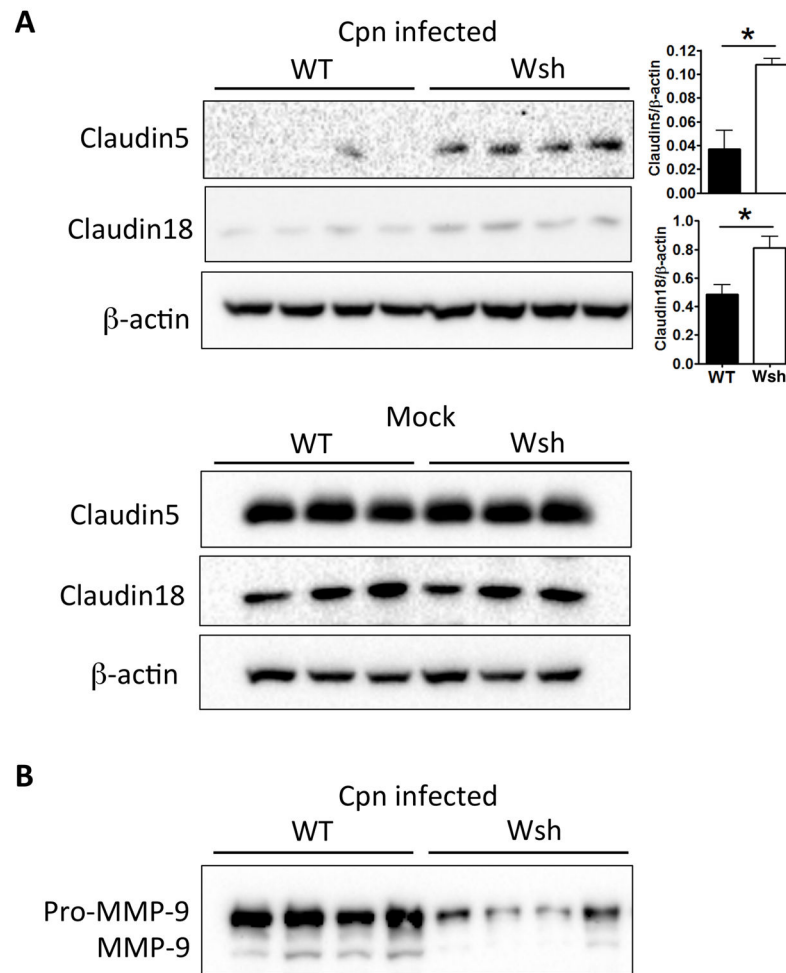 A
Cpn infected
WT Wsh
Claudin5
Claudin18
β-actin
*
0.12
0.10
0.08
0.06
0.04
0.02
0.00
Claudin5/β-actin
*
1.0
0.8
0.6
0.4
0.2
0.0
Claudin18/β-actin
WT Wsh
Mock
WT Wsh
Claudin5
Claudin18
β-actin
B
Cpn infected
WT Wsh
Pro-MMP-9
MMP-9